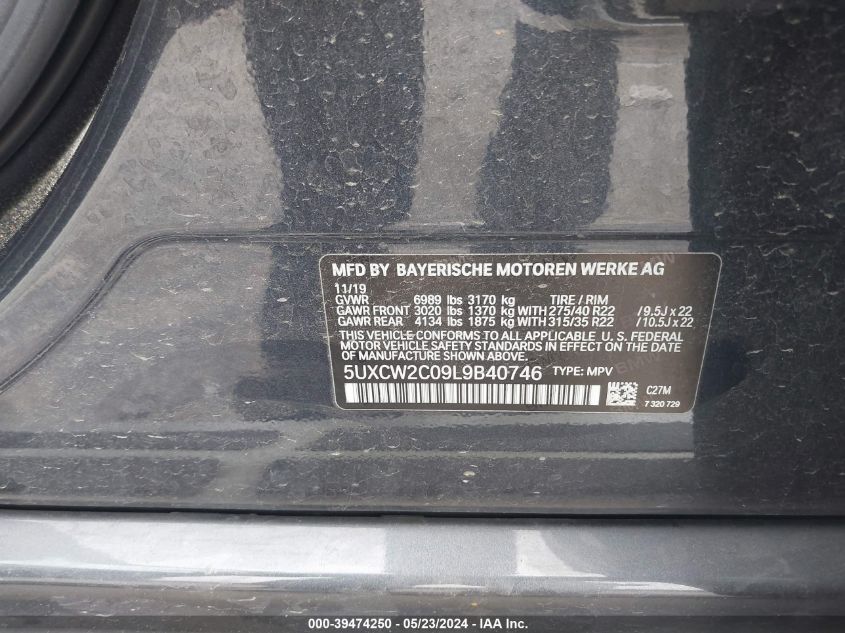 MFD BY BAYERISCHE MOTOREN WERKE AG
11/19
GVWR 6989 lbs 3170 kg TIRE / RIM
GAWR FRONT 3020 lbs 1370 kg WITH 275/40 R22 /9.5J x 22
GAWR REAR 4134 lbs 1875 kg WITH 315/35 R22 /10.5J x 22
THIS VEHICLE CONFORMS TO ALL APPLICABLE U. S. FEDERAL
MOTOR VEHICLE SAFETY STANDARDS IN EFFECT ON THE DATE OF
MANUFACTURE SHOWN ABOVE.
5UXCW2C09L9B40746 TYPE: MPV
C27M
7 320 729
000-39474250 - 05/23/2024 - IAA Inc.